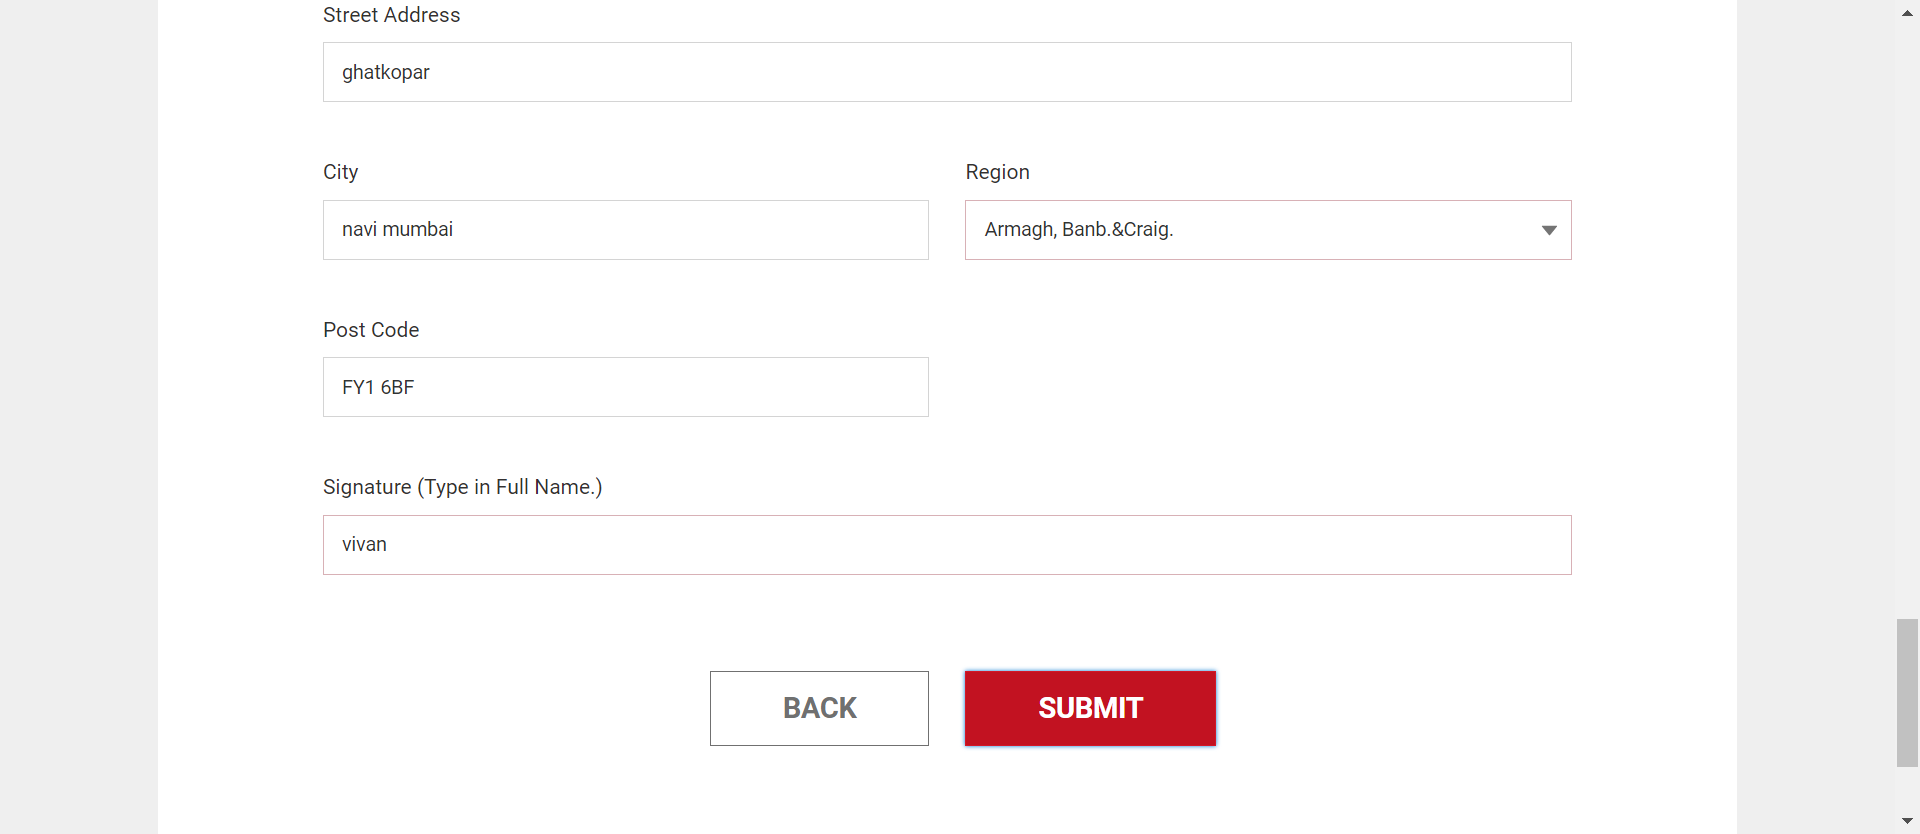 Street Address
ghatkopar
City
Region
navi mumbai
Armagh, Banb.&Craig.
Post Code
FY1 6BF
Signature (Type in Full Name.)
vivan
BACK
SUBMIT